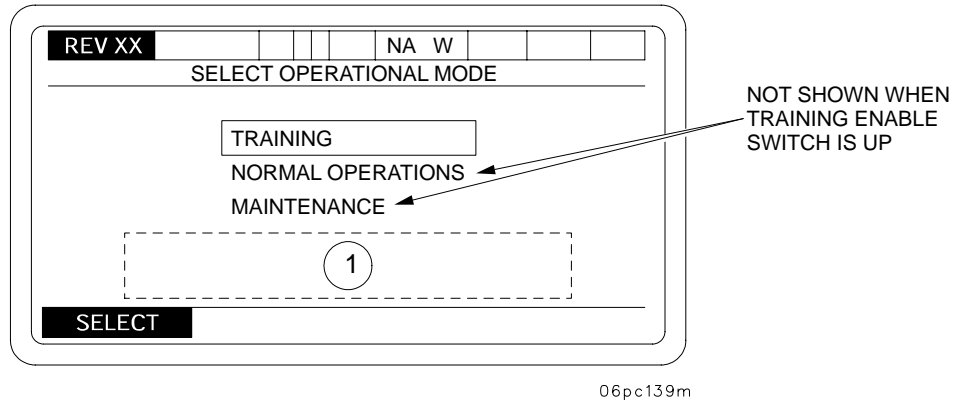 REV XX NA W
SELECT OPERATIONAL MODE
TRAINING
NORMAL OPERATIONS
MAINTENANCE
1
SELECT
NOT SHOWN WHEN
TRAINING ENABLE
SWITCH IS UP
06pc139m